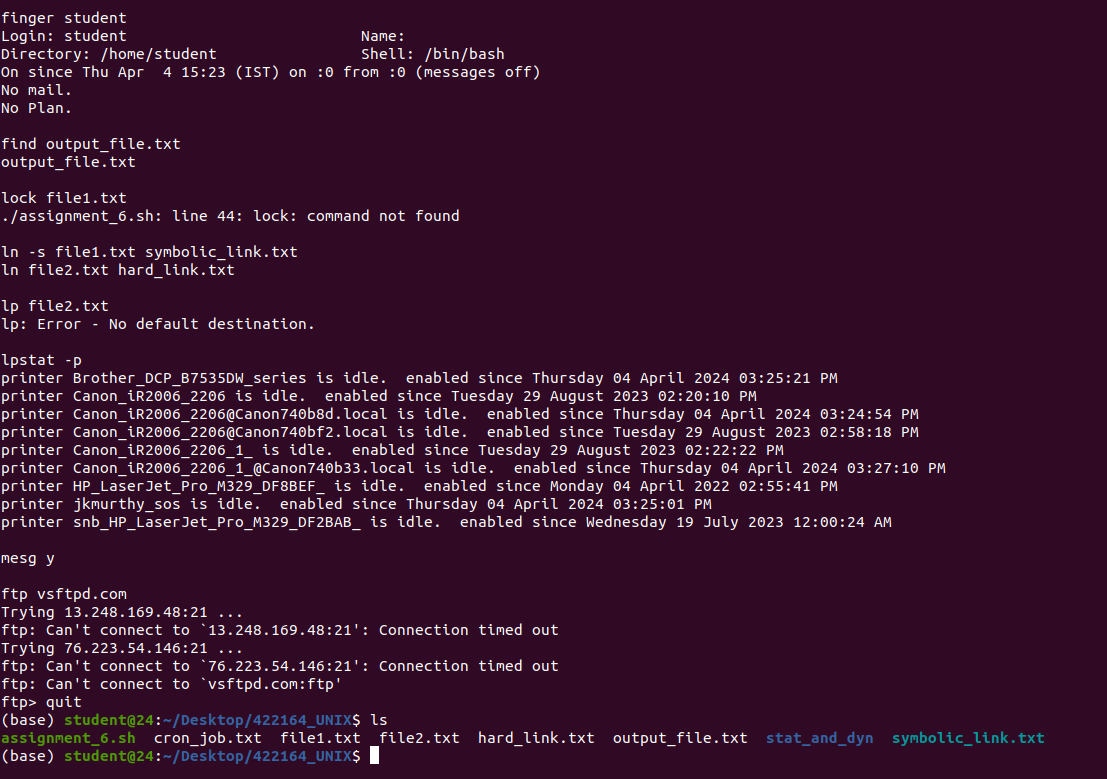 finger student
Login: student                          Name:
Directory: /home/student                Shell: /bin/bash
On since Thu Apr  4 15:23 (IST) on :0 from :0 (messages off)
No mail.
No Plan.

find output_file.txt
output_file.txt

lock file1.txt
./assignment_6.sh: line 44: lock: command not found

ln -s file1.txt symbolic_link.txt
ln file2.txt hard_link.txt

lp file2.txt
lp: Error - No default destination.

lpstat -p
printer Brother_DCP_B7535DW_series is idle.  enabled since Thursday 04 April 2024 03:25:21 PM
printer Canon_iR2006_2206 is idle.  enabled since Tuesday 29 August 2023 02:20:10 PM
printer Canon_iR2006_2206@Canon740b8d.local is idle.  enabled since Thursday 04 April 2024 03:24:54 PM
printer Canon_iR2006_2206@Canon740bf2.local is idle.  enabled since Tuesday 29 August 2023 02:58:18 PM
printer Canon_iR2006_2206_1_ is idle.  enabled since Tuesday 29 August 2023 02:22:22 PM
printer Canon_iR2006_2206_1_@Canon740b33.local is idle.  enabled since Thursday 04 April 2024 03:27:10 PM
printer HP_LaserJet_Pro_M329_DF8BEF_ is idle.  enabled since Monday 04 April 2022 02:55:41 PM
printer jkmurthy_sos is idle.  enabled since Thursday 04 April 2024 03:25:01 PM
printer snb_HP_LaserJet_Pro_M329_DF2BAB_ is idle.  enabled since Wednesday 19 July 2023 12:00:24 AM

mesg y

ftp vsftpd.com
Trying 13.248.169.48:21 ...
ftp: Can't connect to `13.248.169.48:21': Connection timed out
Trying 76.223.54.146:21 ...
ftp: Can't connect to `76.223.54.146:21': Connection timed out
ftp: Can't connect to `vsftpd.com:ftp'
ftp> quit
(base) student@24:~/Desktop/422164_UNIX$ ls
assignment_6.sh  cron_job.txt  file1.txt  file2.txt  hard_link.txt  output_file.txt  stat_and_dyn  symbolic_link.txt
(base) student@24:~/Desktop/422164_UNIX$